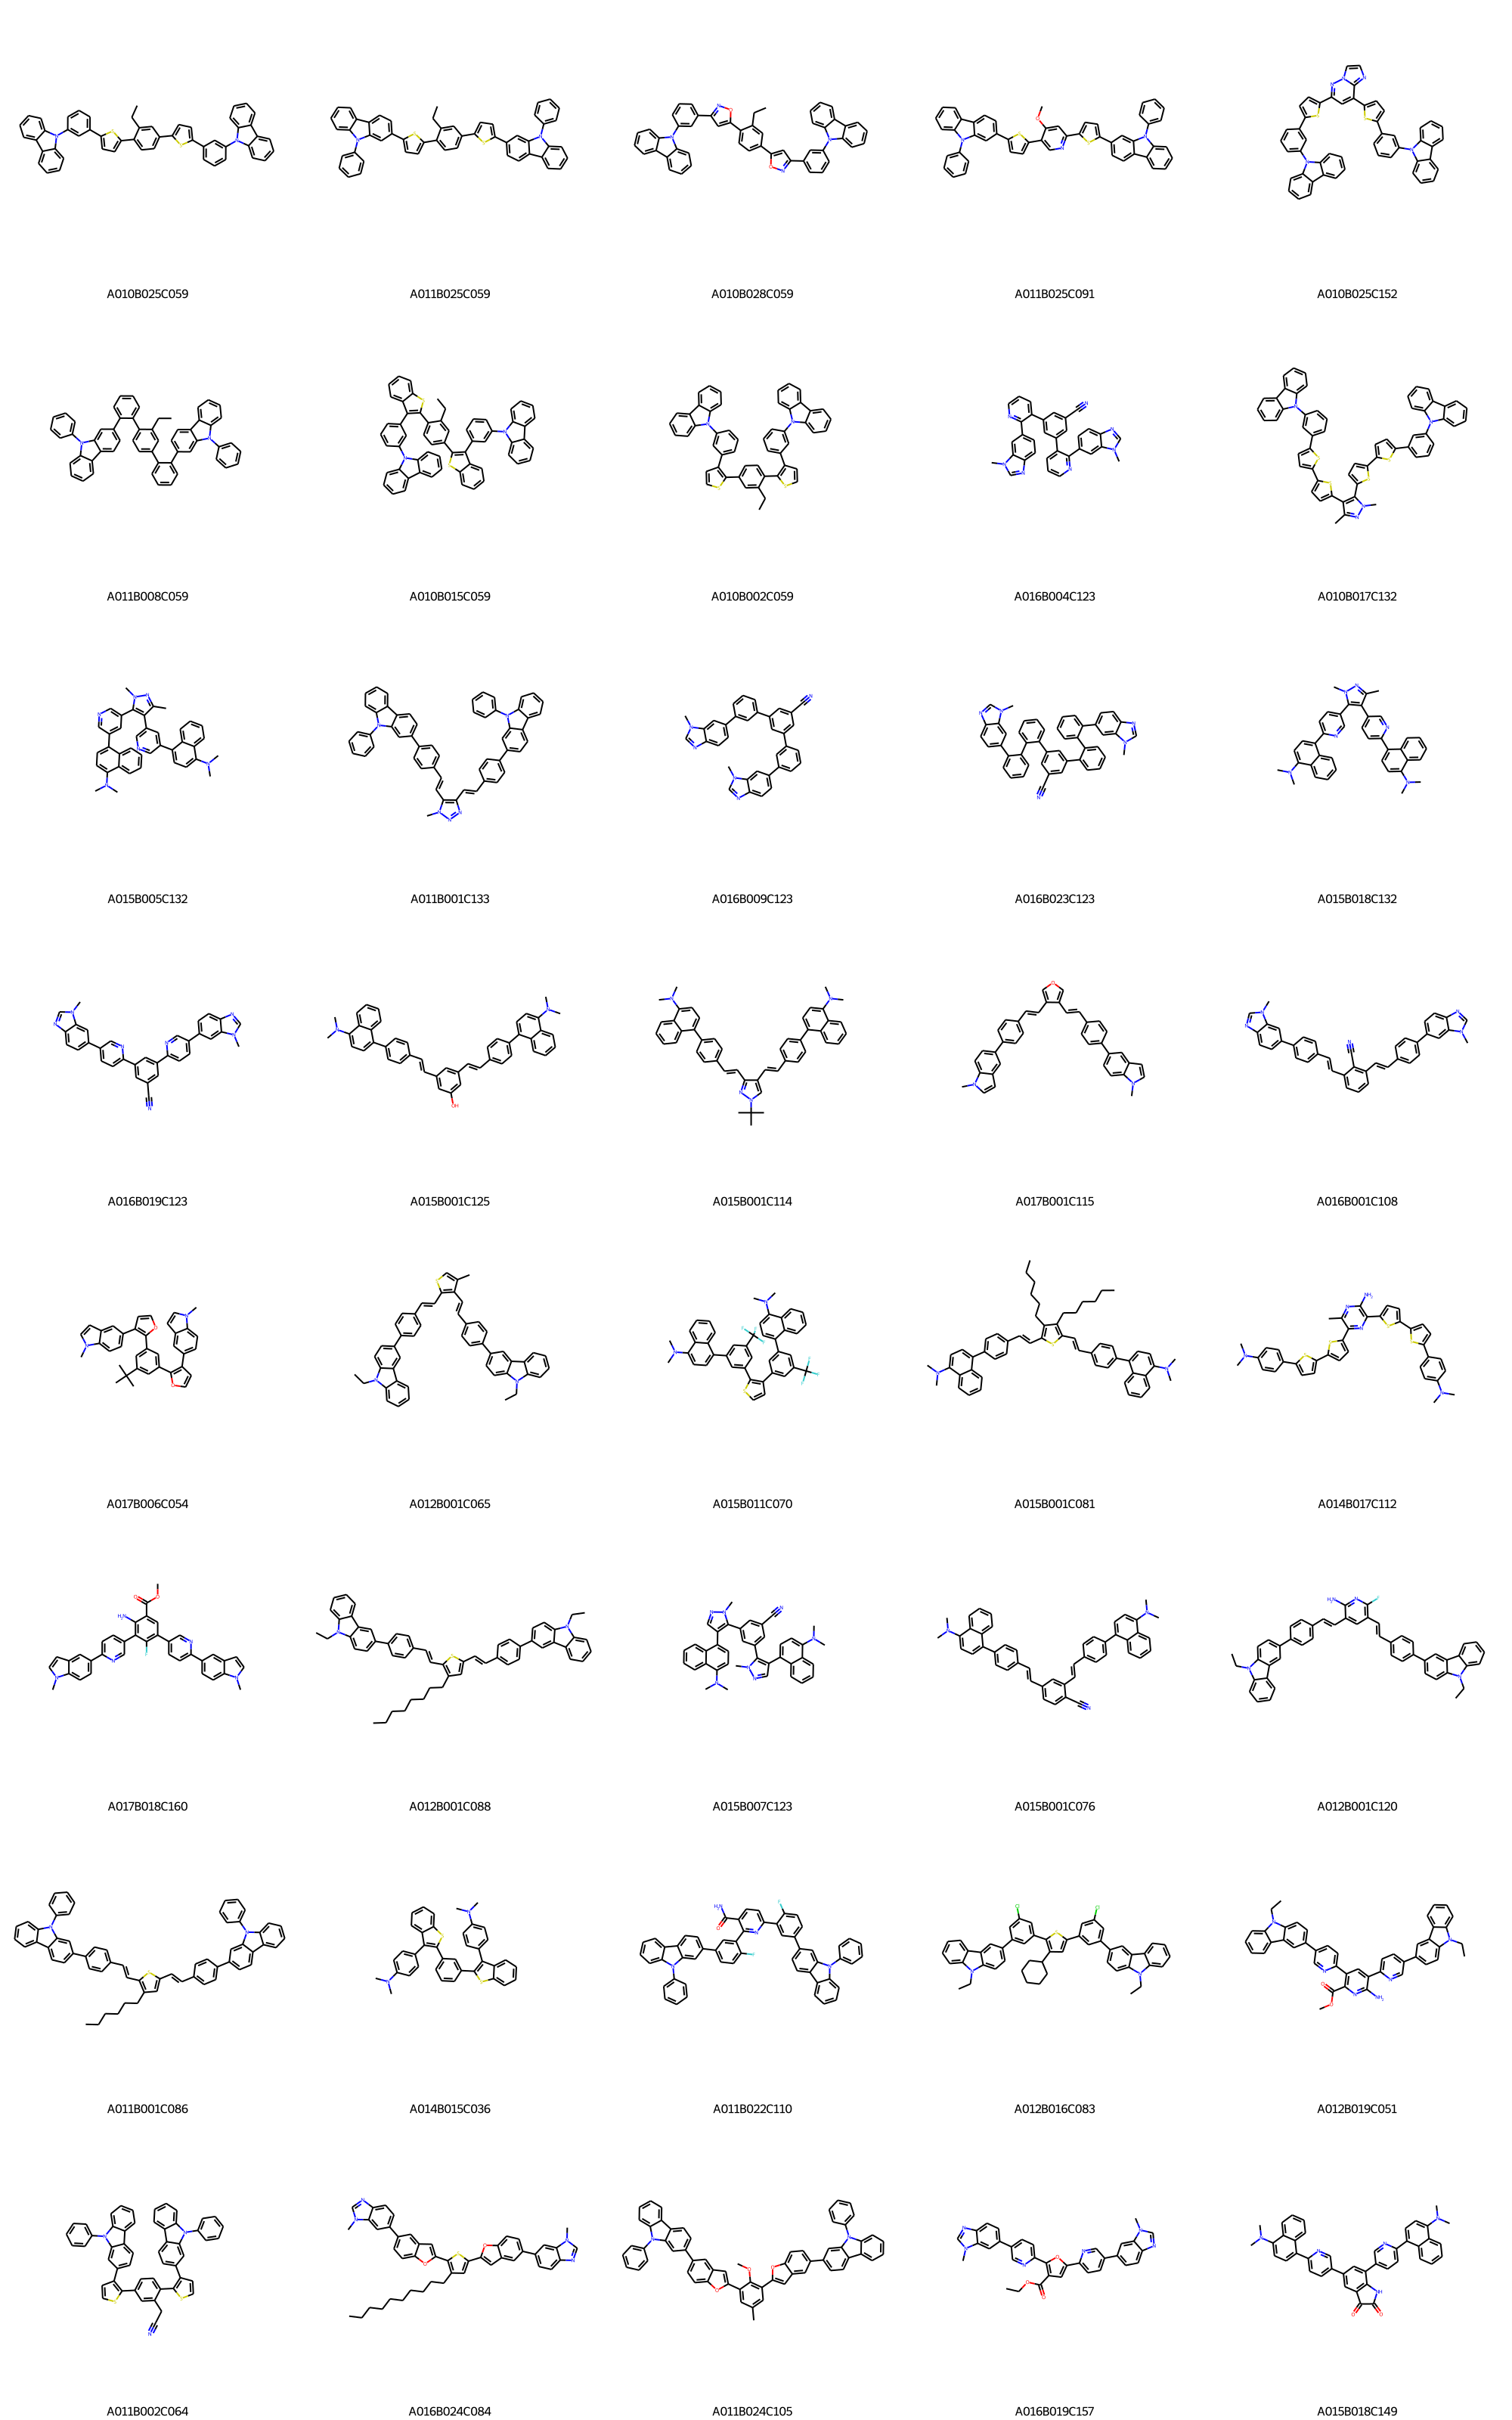 A010B025C059 A011B025C059 A010B028C059 A011B025C091 A010B025C152
A011B008C059 A010B015C059 A010B002C059 A016B004C123 A010B017C132
A015B005C132 A011B001C133 A016B009C123 A016B023C123 A015B018C132
A016B019C123 A015B001C125 A015B001C114 A017B001C115 A016B001C108
A017B006C054 A012B001C065 A015B011C070 A015B001C081 A014B017C112
A017B018C160 A012B001C088 A015B007C123 A015B001C076 A012B001C120
A011B001C086 A014B015C036 A011B022C110 A012B016C083 A012B019C051
A011B002C064 A016B024C084 A011B024C105 A016B019C157 A015B018C149